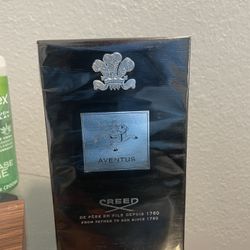 AVENTUS
CREED
DE PÈRE EN FILS DEPUIS 1760
FROM FATHER TO SON SINCE 1760